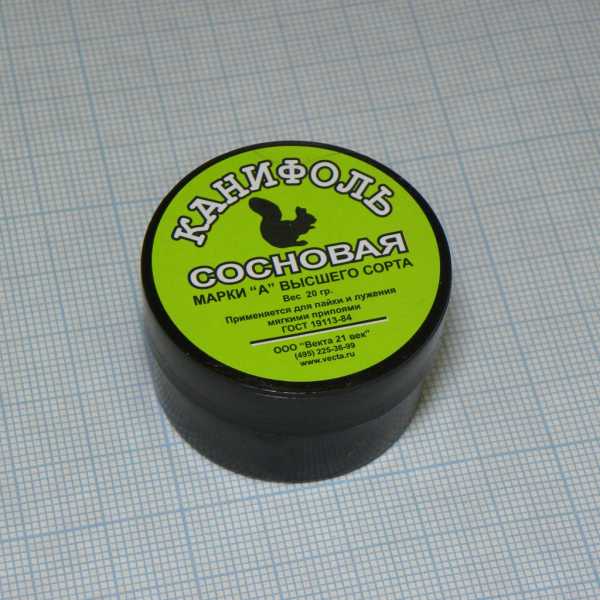 КАНИФОЛЬ
СОСНОВАЯ
МАРКИ "А" ВЫСШЕГО СОРТА
Вес 20 гр.
Применяется для пайки и лужения
мягкими припоями
ГОСТ 19113-84
ООО "Векта 21 век"
(495) 225-36-99
www.vecta.ru